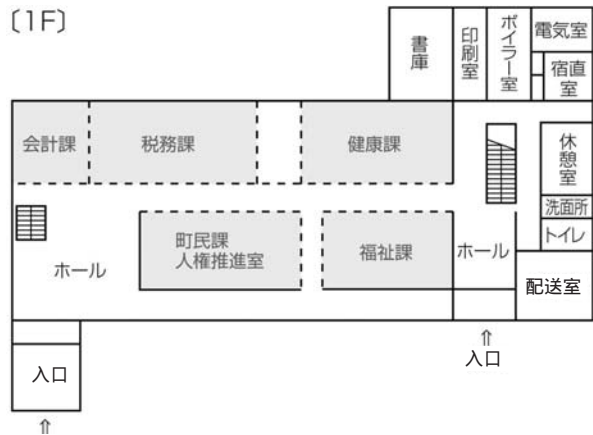 〔1F〕
書庫
印刷室
ボイラー室
電気室
宿直室
会計課
税務課
健康課
休憩室
洗面所
トイレ
町民課
人権推進室
福祉課
ホール
ホール
配送室
入口
⇑
入口
⇑